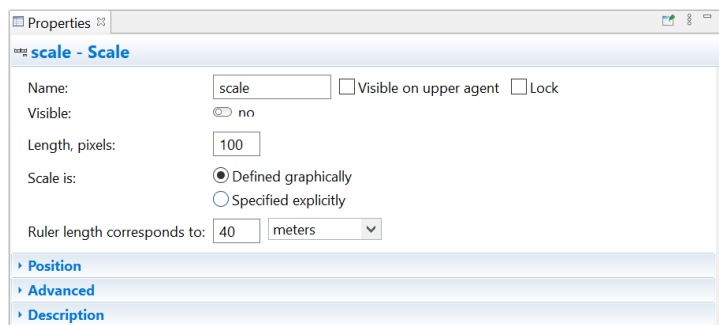 Properties
scale - Scale
Name: scale Visible on upper agent Lock
Visible: no
Length, pixels: 100
Scale is: Defined graphically
Specified explicitly
Ruler length corresponds to: 40 meters
Position
Advanced
Description